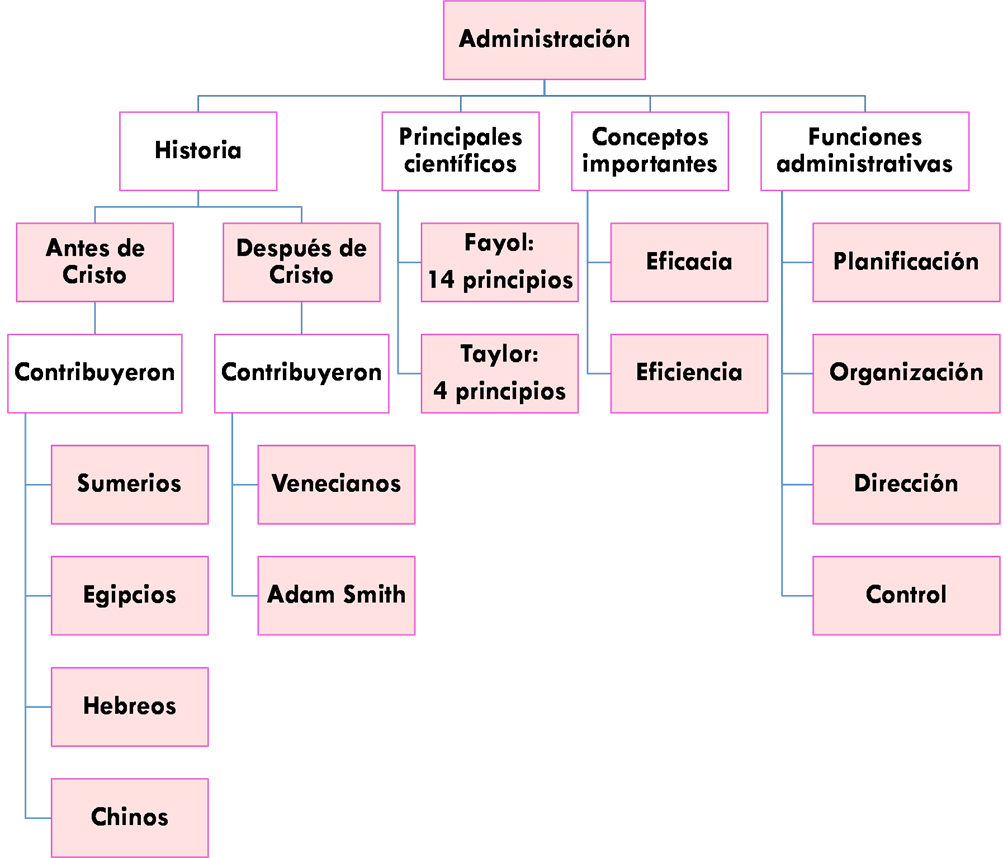 Administración
Historia
Principales
científicos
Conceptos
importantes
Funciones
administrativas
Antes de
Cristo
Después de
Cristo
Fayol:
14 principios
Eficacia
Planificación
Contribuyeron
Contribuyeron
Taylor:
4 principios
Eficiencia
Organización
Sumerios
Venecianos
Dirección
Egipcios
Adam Smith
Control
Hebreos
Chinos